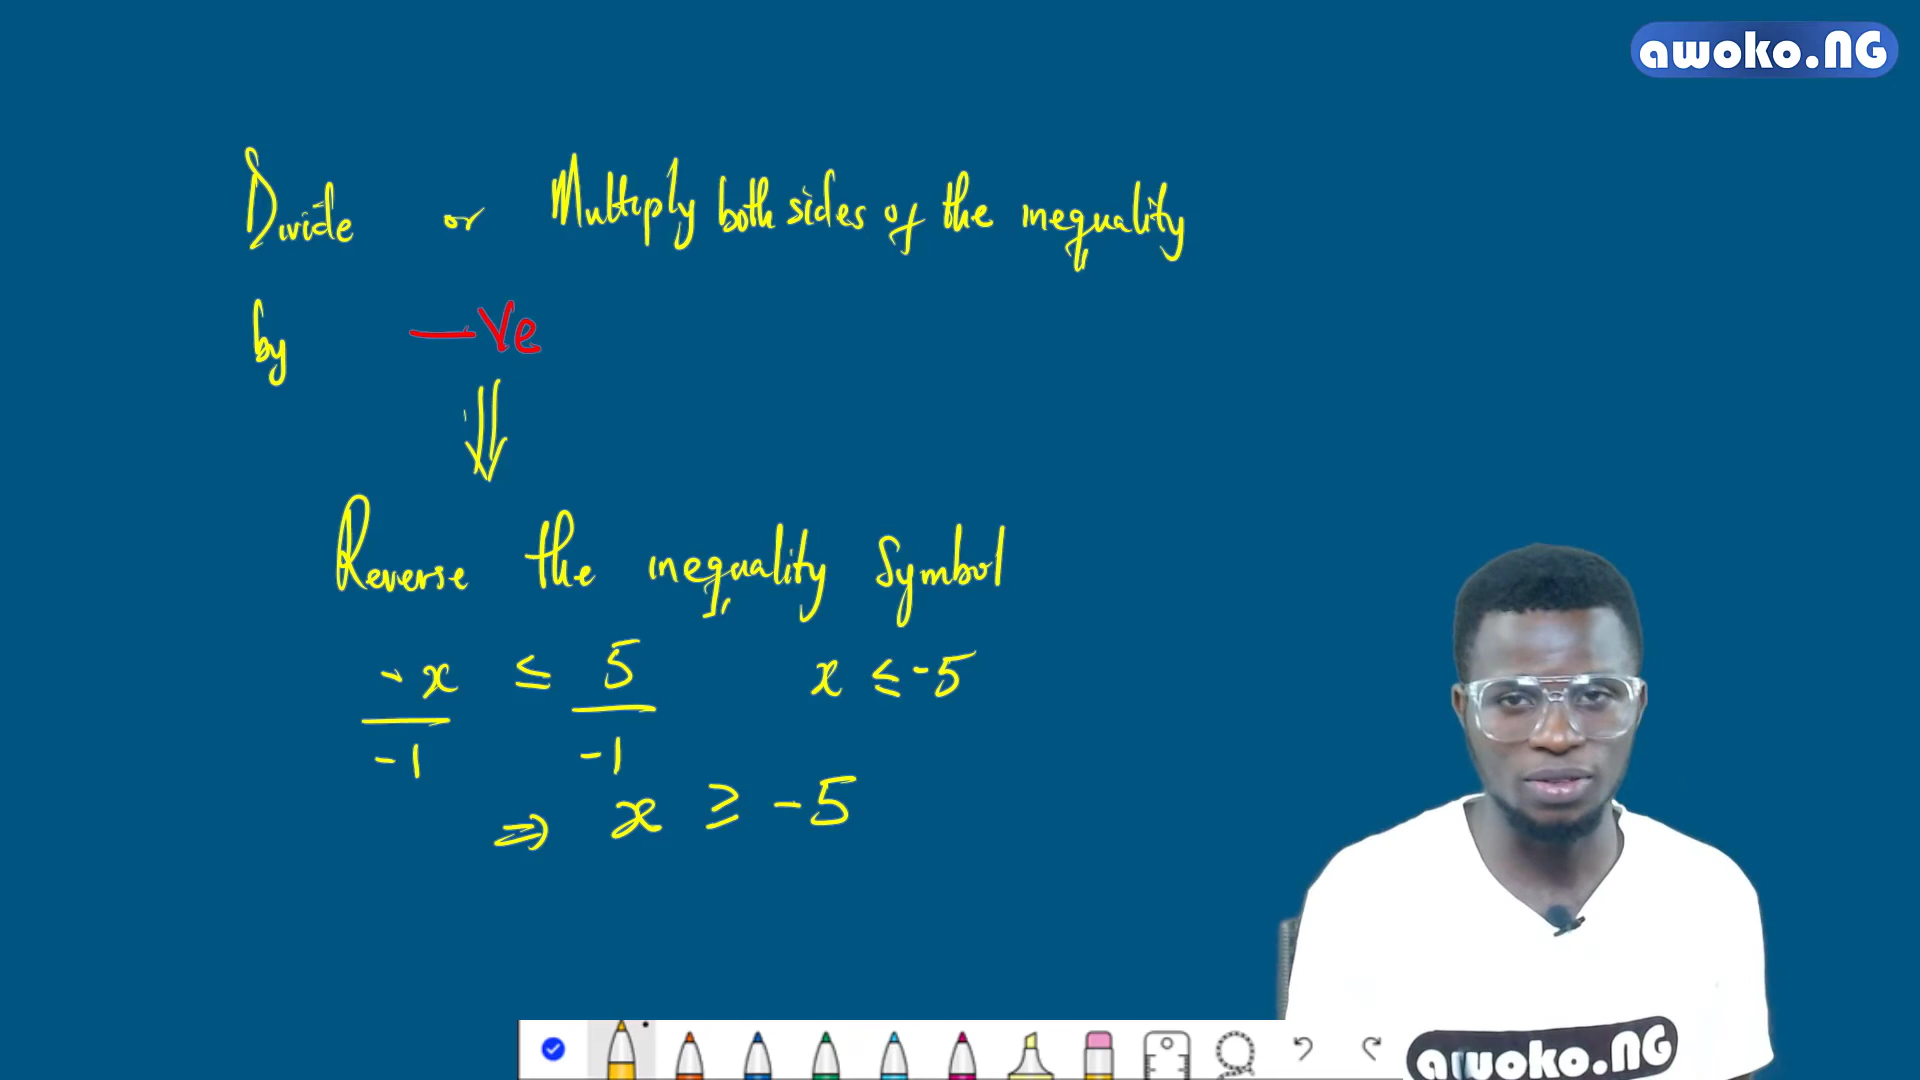 awoko.NG
Divide or Multiply both sides of the inequality
by -ve
⇓
Reverse the inequality Symbol
-x/-1 ≤ 5/-1 x ≤ -5
⇒ x ≥ -5
awoko.NG